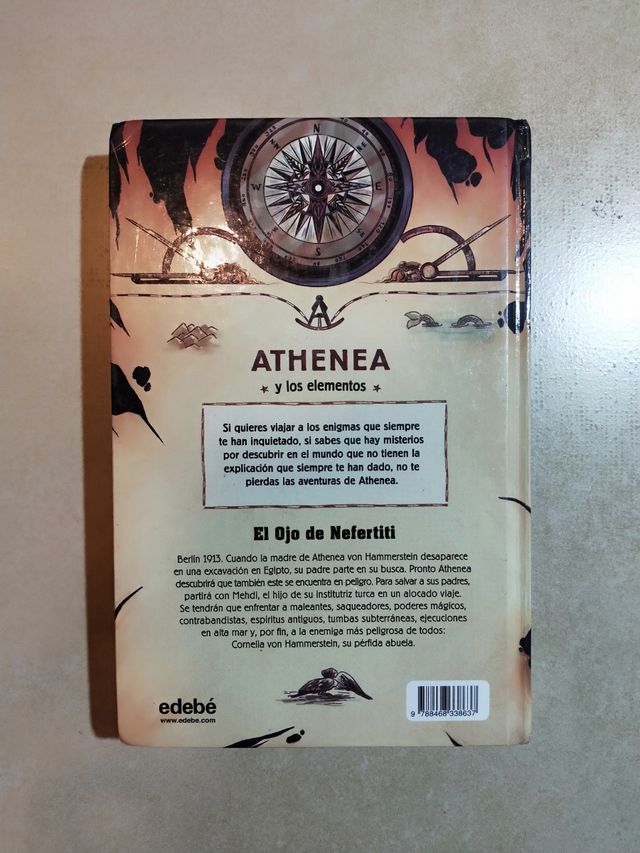 N
W
E
S
A
ATHENEA
y los elementos
Si quieres viajar a los enigmas que siempre
te han inquietado, si sabes que hay misterios
por descubrir en el mundo que no tienen la
explicación que siempre te han dado, no te
pierdas las aventuras de Athenea.
El Ojo de Nefertiti
Berlín 1913. Cuando la madre de Athenea von Hammerstein desaparece
en una excavación en Egipto, su padre parte en su busca. Pronto Athenea
descubrirá que también este se encuentra en peligro. Para salvar a sus padres,
partirá con Mehdi, el hijo de su institutriz turca en un alocado viaje.
Se tendrán que enfrentar a maleantes, saqueadores, poderes mágicos,
contrabandistas, espíritus antiguos, tumbas subterráneas, ejecuciones
en alta mar y, por fin, a la enemiga más peligrosa de todos:
Cornelia von Hammerstein, su pérfida abuela.
edebé
www.edebe.com
9 788468 338637